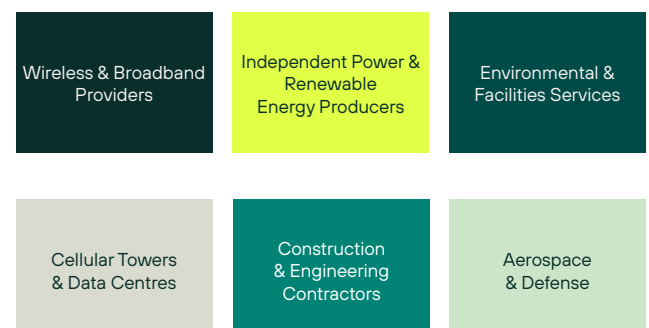 Wireless & Broadband
Providers
Independent Power &
Renewable
Energy Producers
Environmental &
Facilities Services
Cellular Towers
& Data Centres
Construction
& Engineering
Contractors
Aerospace
& Defense